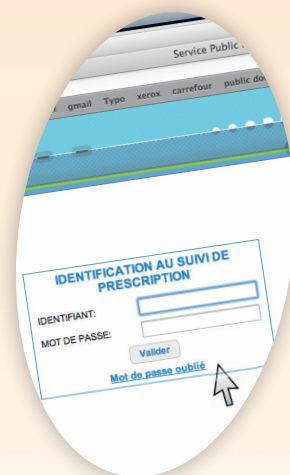 Service Public
gmail Typo xerox carrefour public do
IDENTIFICATION AU SUIVI DE
PRESCRIPTION
IDENTIFIANT:
MOT DE PASSE:
Valider
Mot de passe oublié